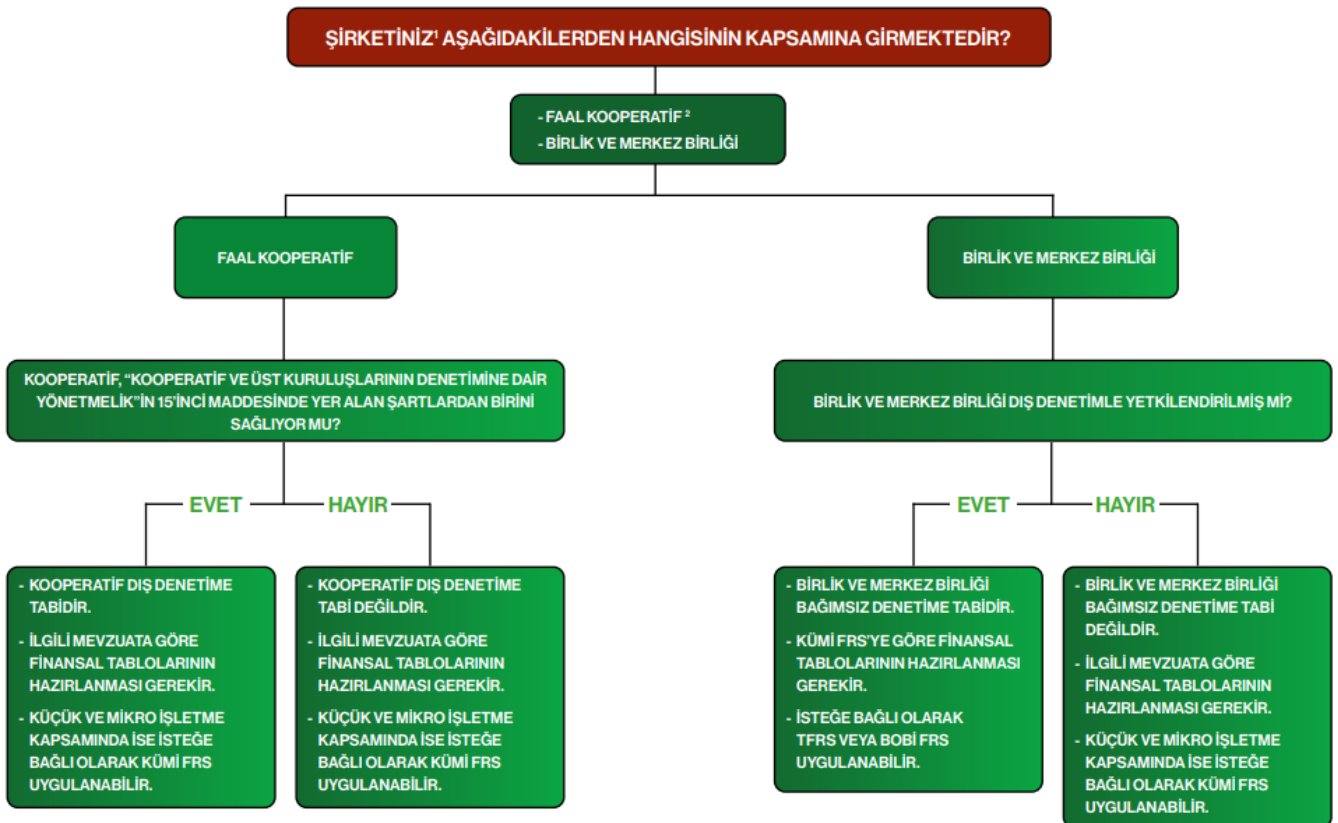 ŞİRKETİNİZ¹ AŞAĞIDAKİLERDEN HANGİSİNİN KAPSAMINA GİRMEKTEDİR?
- FAAL KOOPERATİF ²
- BİRLİK VE MERKEZ BİRLİĞİ
FAAL KOOPERATİF
BİRLİK VE MERKEZ BİRLİĞİ
KOOPERATİF, “KOOPERATİF VE ÜST KURULUŞLARININ DENETİMİNE DAİR
YÖNETMELİK”İN 15’İNCİ MADDESİNDE YER ALAN ŞARTLARDAN BİRİNİ
SAĞLIYOR MU?
BİRLİK VE MERKEZ BİRLİĞİ DIŞ DENETİMLE YETKİLENDİRİLMİŞ Mİ?
EVET
HAYIR
EVET
HAYIR
- KOOPERATİF DIŞ DENETİME
TABİDİR.
- İLGİLİ MEVZUATA GÖRE
FİNANSAL TABLOLARININ
HAZIRLANMASI GEREKİR.
- KÜÇÜK VE MİKRO İŞLETME
KAPSAMINDA İSE İSTEĞE
BAĞLI OLARAK KÜMİ FRS
UYGULANABİLİR.
- KOOPERATİF DIŞ DENETİME
TABİ DEĞİLDİR.
- İLGİLİ MEVZUATA GÖRE
FİNANSAL TABLOLARININ
HAZIRLANMASI GEREKİR.
- KÜÇÜK VE MİKRO İŞLETME
KAPSAMINDA İSE İSTEĞE
BAĞLI OLARAK KÜMİ FRS
UYGULANABİLİR.
- BİRLİK VE MERKEZ BİRLİĞİ
BAĞIMSIZ DENETİME TABİDİR.
- KÜMİ FRS’YE GÖRE FİNANSAL
TABLOLARININ HAZIRLANMASI
GEREKİR.
- İSTEĞE BAĞLI OLARAK
TFRS VEYA BOBİ FRS
UYGULANABİLİR.
- BİRLİK VE MERKEZ BİRLİĞİ
BAĞIMSIZ DENETİME TABİ
DEĞİLDİR.
- İLGİLİ MEVZUATA GÖRE
FİNANSAL TABLOLARININ
HAZIRLANMASI GEREKİR.
- KÜÇÜK VE MİKRO İŞLETME
KAPSAMINDA İSE İSTEĞE
BAĞLI OLARAK KÜMİ FRS
UYGULANABİLİR.